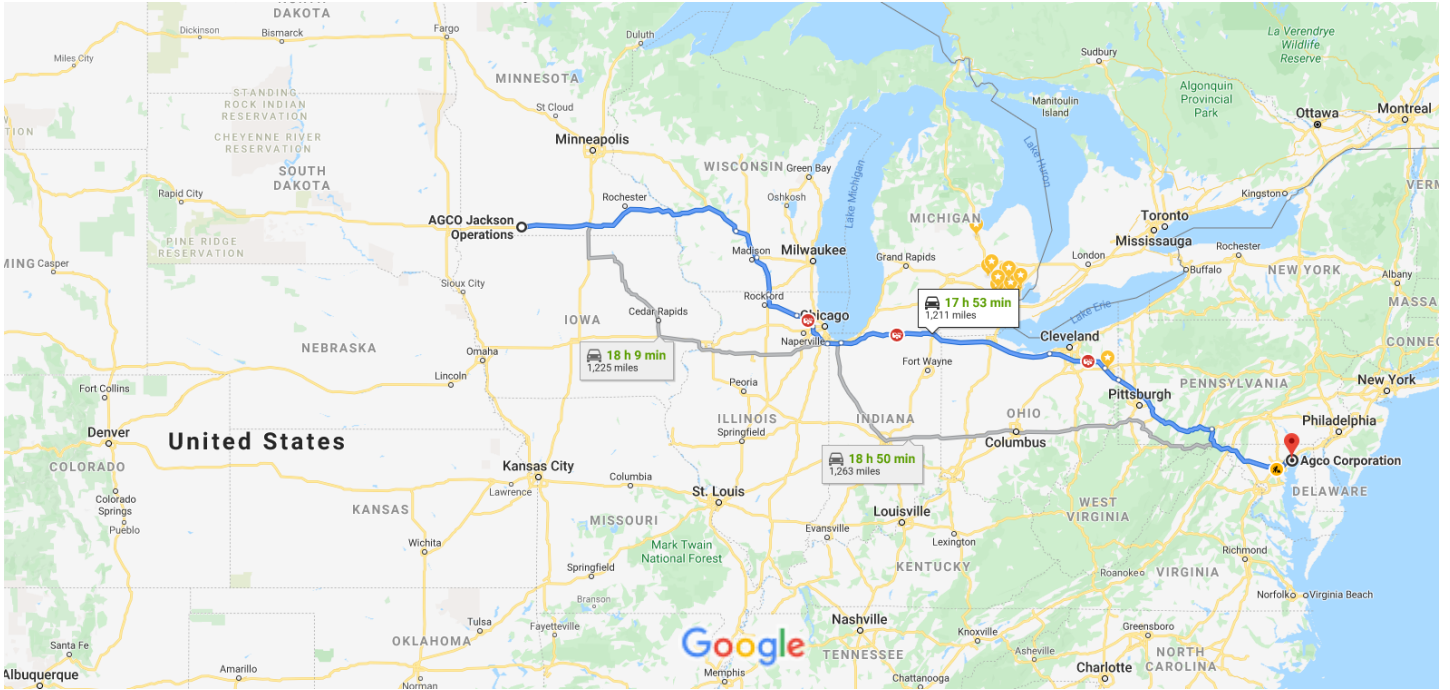 NORTH
DAKOTA
Dickinson
Bismarck
Fargo
Duluth
La Verendrye
Wildlife
Reserve
Miles City
Sudbury
MINNESOTA
Algonquin
Provincial
Park
STANDING
ROCK INDIAN
RESERVATION
St Cloud
Manitoulin
Island
Ottawa
Montreal
CHEYENNE RIVER
RESERVATION
Minneapolis
SOUTH
DAKOTA
WISCONSIN
Green Bay
Lake Huron
Rapid City
Rochester
Oshkosh
Lake Michigan
Kingston
AGCO Jackson
Operations
MICHIGAN
Toronto
Mississauga
PINE RIDGE
RESERVATION
Madison
Milwaukee
Grand Rapids
London
Rochester
Buffalo
NEW YORK
Albany
Casper
Sioux City
Rockford
17 h 53 min
1,211 miles
Lake Erie
Cedar Rapids
IOWA
Chicago
Naperville
Cleveland
NEBRASKA
Omaha
18 h 9 min
1,225 miles
Fort Wayne
Lincoln
Peoria
PENNSYLVANIA
New York
Fort Collins
Pittsburgh
ILLINOIS
Springfield
INDIANA
OHIO
Columbus
Philadelphia
Denver
United States
18 h 50 min
1,263 miles
Agco Corporation
COLORADO
Kansas City
Lawrence
Columbia
DELAWARE
Colorado
Springs
St. Louis
WEST
VIRGINIA
KANSAS
MISSOURI
Louisville
Pueblo
Evansville
Lexington
Wichita
Mark Twain
National Forest
Richmond
KENTUCKY
Springfield
Roanoke
VIRGINIA
Branson
Norfolk
Virginia Beach
Tulsa
Fayetteville
Nashville
Knoxville
Greensboro
Santa Fe
OKLAHOMA
Google
TENNESSEE
Asheville
NORTH
CAROLINA
Albuquerque
Amarillo
Norman
Memphis
Chattanooga
Charlotte